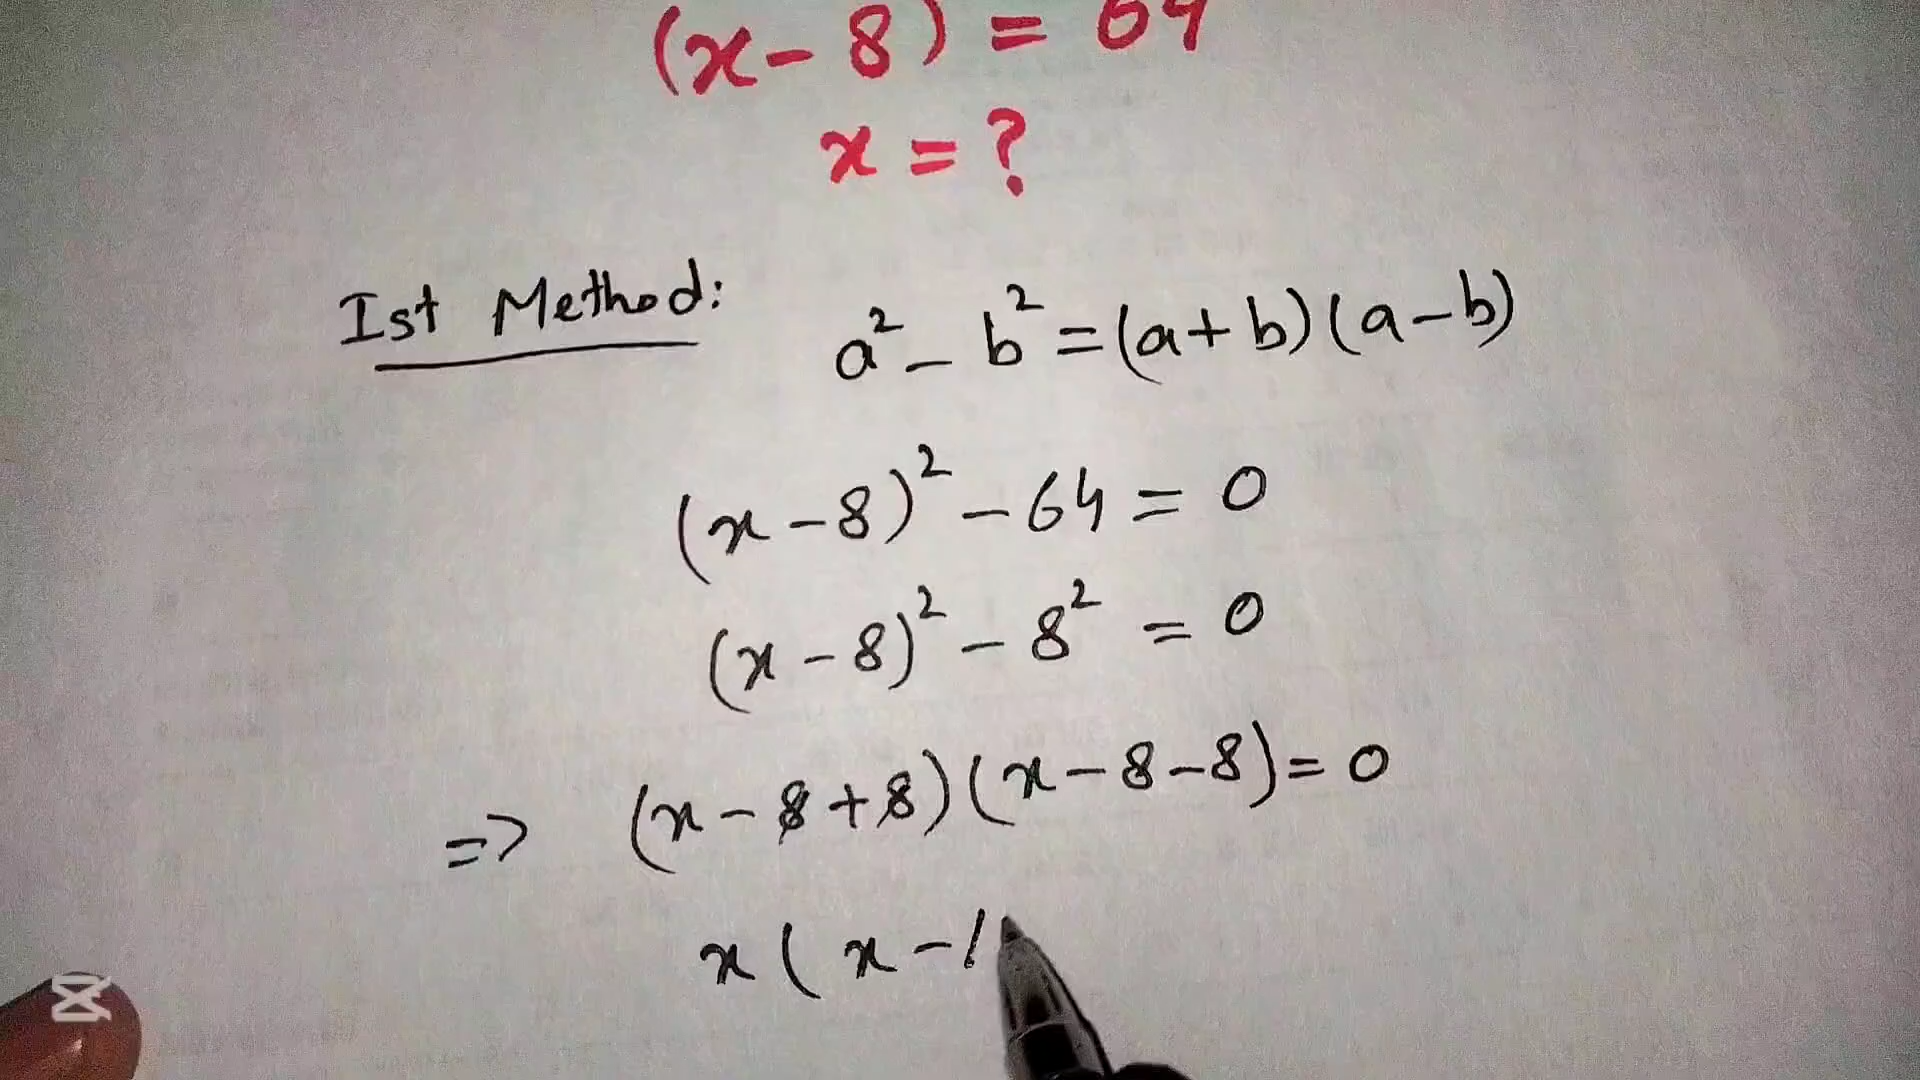 (x - 8) = 64
x = ?
Ist Method: a² - b² = (a + b)(a - b)
(x - 8)² - 64 = 0
(x - 8)² - 8² = 0
=> (x - 8 + 8)(x - 8 - 8) = 0
x ( x - 1